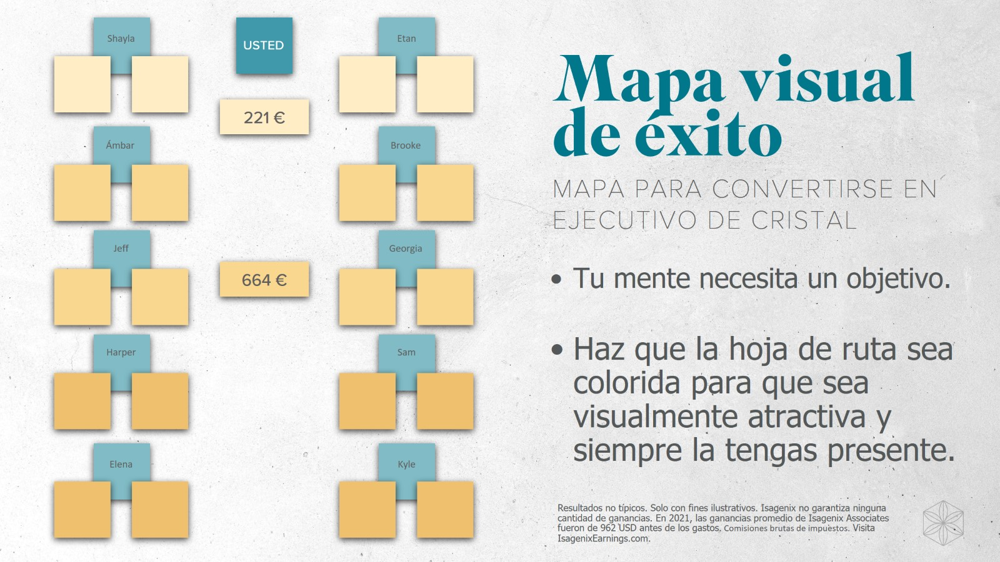 Shayla
USTED
Etan
221 €
Ámbar
Brooke
Jeff
Georgia
664 €
Harper
Sam
Elena
Kyle
Mapa visual
de éxito
MAPA PARA CONVERTIRSE EN´
EJECUTIVO DE CRISTAL
• Tu mente necesita un objetivo.
• Haz que la hoja de ruta sea
colorida para que sea
visualmente atractiva y
siempre la tengas presente.
Resultados no típicos. Solo con fines ilustrativos. Isagenix no garantiza ninguna
cantidad de ganancias. En 2021, las ganancias promedio de Isagenix Associates
fueron de 962 USD antes de los gastos. Comisiones brutas de impuestos. Visita
IsagenixEarnings.com.